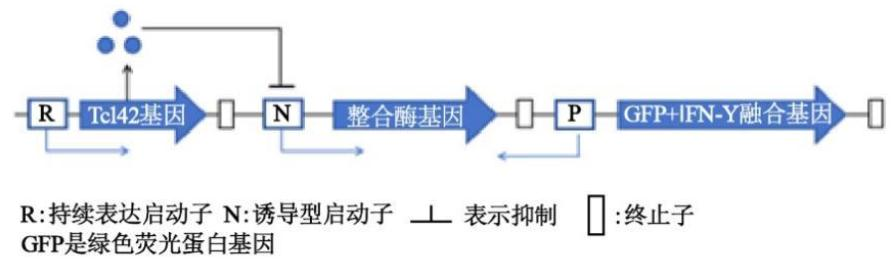 R Tcl42基因 N 整合酶基因 P GFP+IFN-Y融合基因
R:持续表达启动子 N:诱导型启动子 表示抑制 :终止子
GFP是绿色荧光蛋白基因